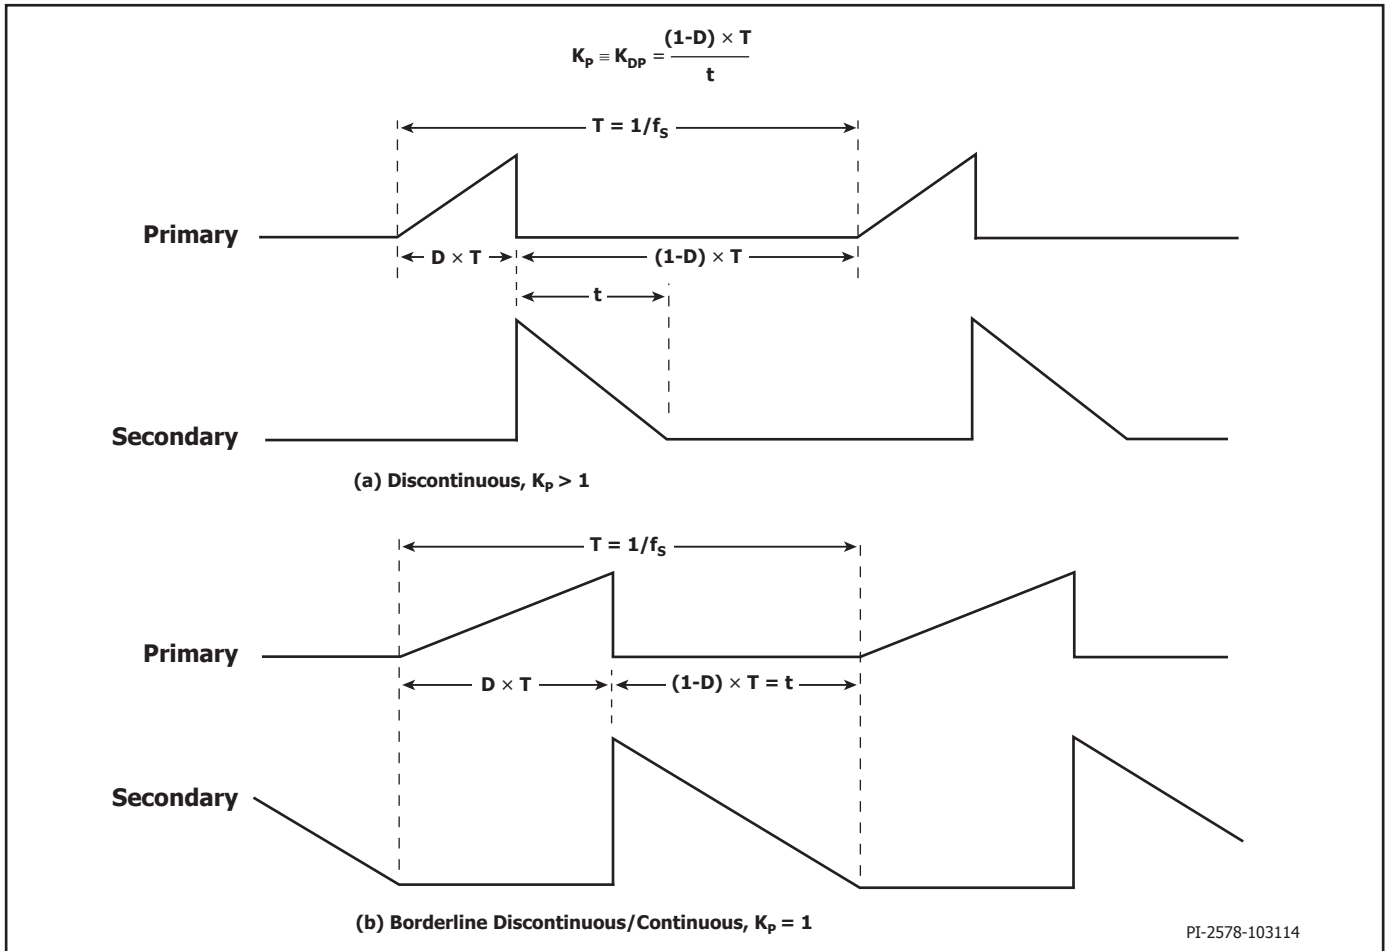 K_P ≡ K_DP = (1-D) × T / t
T = 1/f_S
Primary
D × T
(1-D) × T
t
Secondary
(a) Discontinuous, K_P > 1
T = 1/f_S
Primary
D × T
(1-D) × T = t
Secondary
(b) Borderline Discontinuous/Continuous, K_P = 1
PI-2578-103114